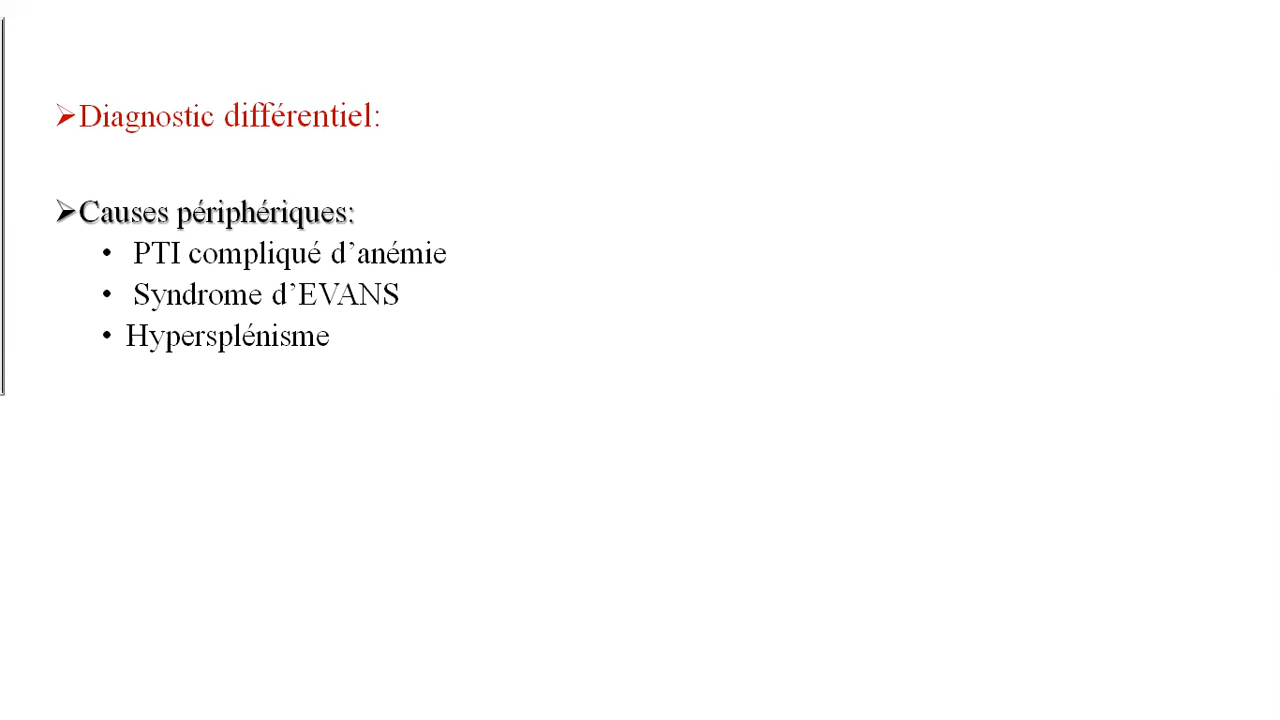 ➢Diagnostic différentiel:
➢Causes périphériques:
• PTI compliqué d’anémie
• Syndrome d’EVANS
• Hypersplénisme